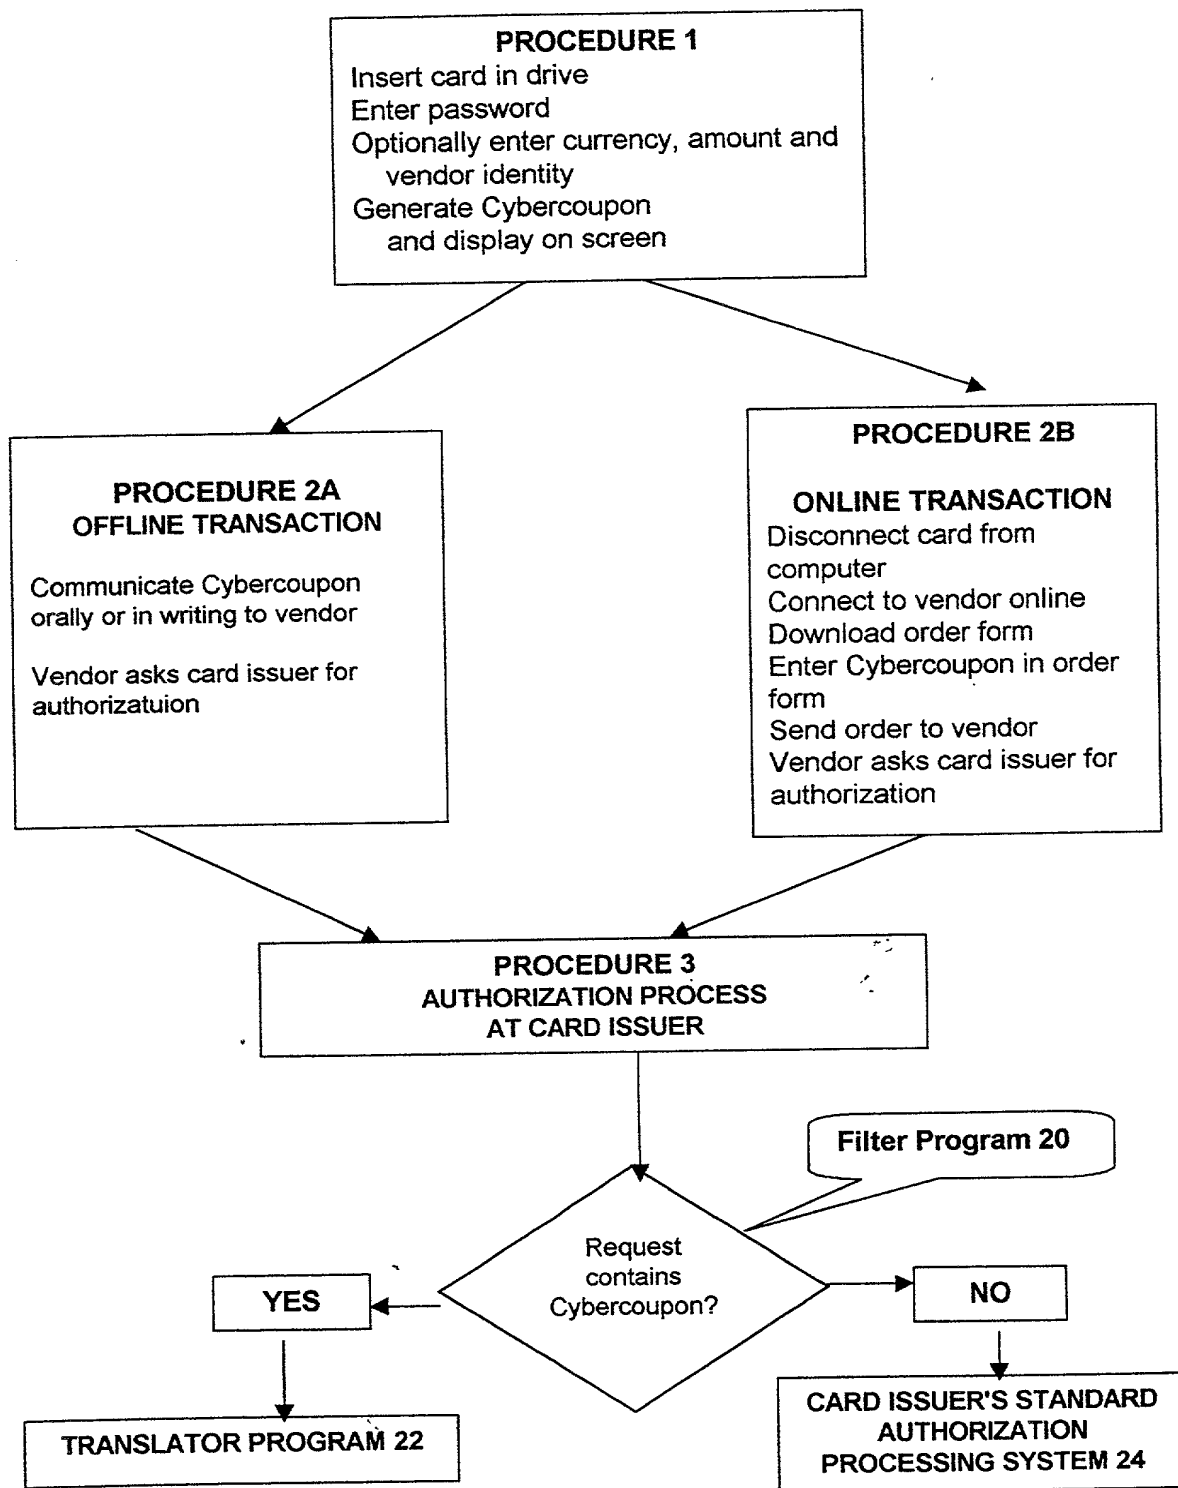 PROCEDURE 1
Insert card in drive
Enter password
Optionally enter currency, amount and
vendor identity
Generate Cybercoupon
and display on screen
PROCEDURE 2A
OFFLINE TRANSACTION
Communicate Cybercoupon
orally or in writing to vendor
Vendor asks card issuer for
authorizatuion
PROCEDURE 2B
ONLINE TRANSACTION
Disconnect card from
computer
Connect to vendor online
Download order form
Enter Cybercoupon in order
form
Send order to vendor
Vendor asks card issuer for
authorization
PROCEDURE 3
AUTHORIZATION PROCESS
AT CARD ISSUER
Filter Program 20
Request
contains
Cybercoupon?
YES
NO
TRANSLATOR PROGRAM 22
CARD ISSUER'S STANDARD
AUTHORIZATION
PROCESSING SYSTEM 24